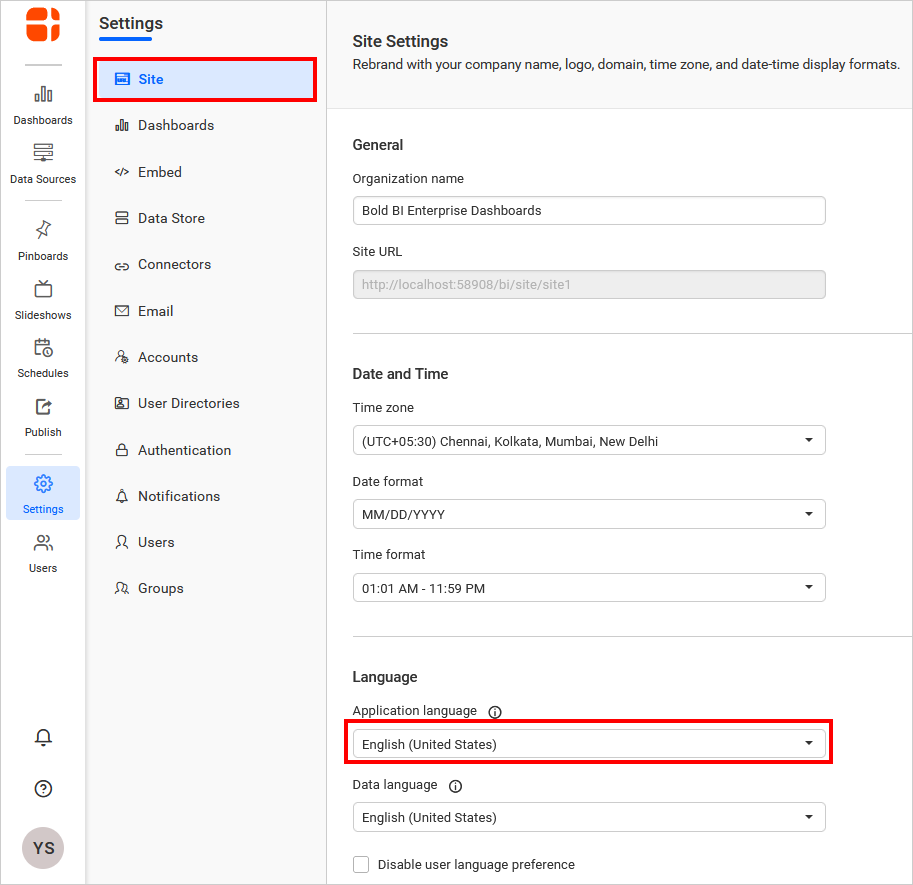 Dashboards
Data Sources
Pinboards
Slideshows
Schedules
Publish
Settings
Users
YS
Settings
Site
Dashboards
Embed
Data Store
Connectors
Email
Accounts
User Directories
Authentication
Notifications
Users
Groups
Site Settings
Rebrand with your company name, logo, domain, time zone, and date-time display formats.
General
Organization name
Bold BI Enterprise Dashboards
Site URL
http://localhost:58908/bi/site/site1
Date and Time
Time zone
(UTC+05:30) Chennai, Kolkata, Mumbai, New Delhi
Date format
MM/DD/YYYY
Time format
01:01 AM - 11:59 PM
Language
Application language
English (United States)
Data language
English (United States)
Disable user language preference